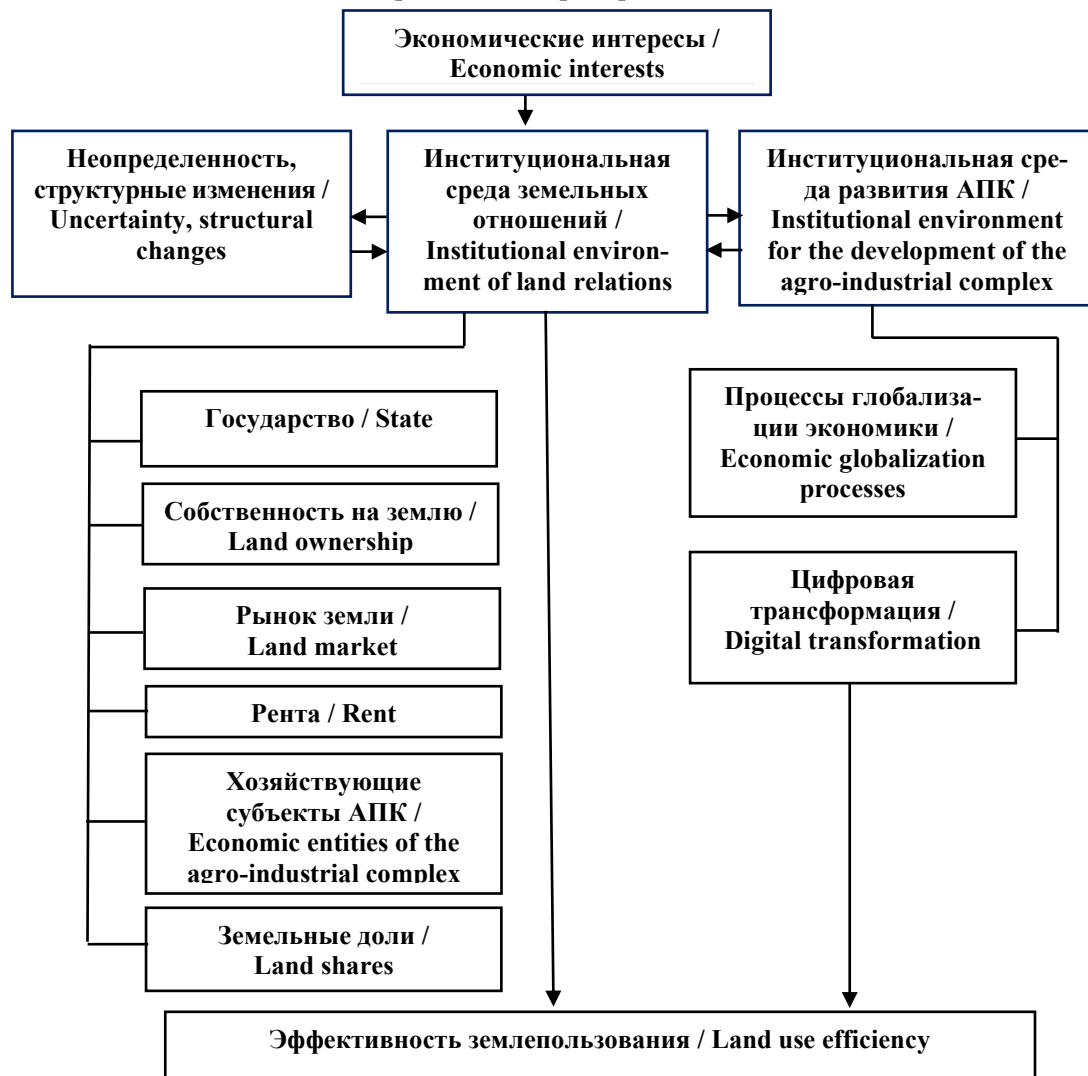 Экономические интересы /
Economic interests
Неопределенность,
структурные изменения /
Uncertainty, structural
changes
Институциональная
среда земельных
отношений /
Institutional environ-
ment of land relations
Институциональная сре-
да развития АПК /
Institutional environment
for the development of the
agro-industrial complex
Государство / State
Собственность на землю /
Land ownership
Рынок земли /
Land market
Рента / Rent
Хозяйствующие
субъекты АПК /
Economic entities of the
agro-industrial complex
Земельные доли /
Land shares
Процессы глобализа-
ции экономики /
Economic globalization
processes
Цифровая
трансформация /
Digital transformation
Эффективность землепользования / Land use efficiency